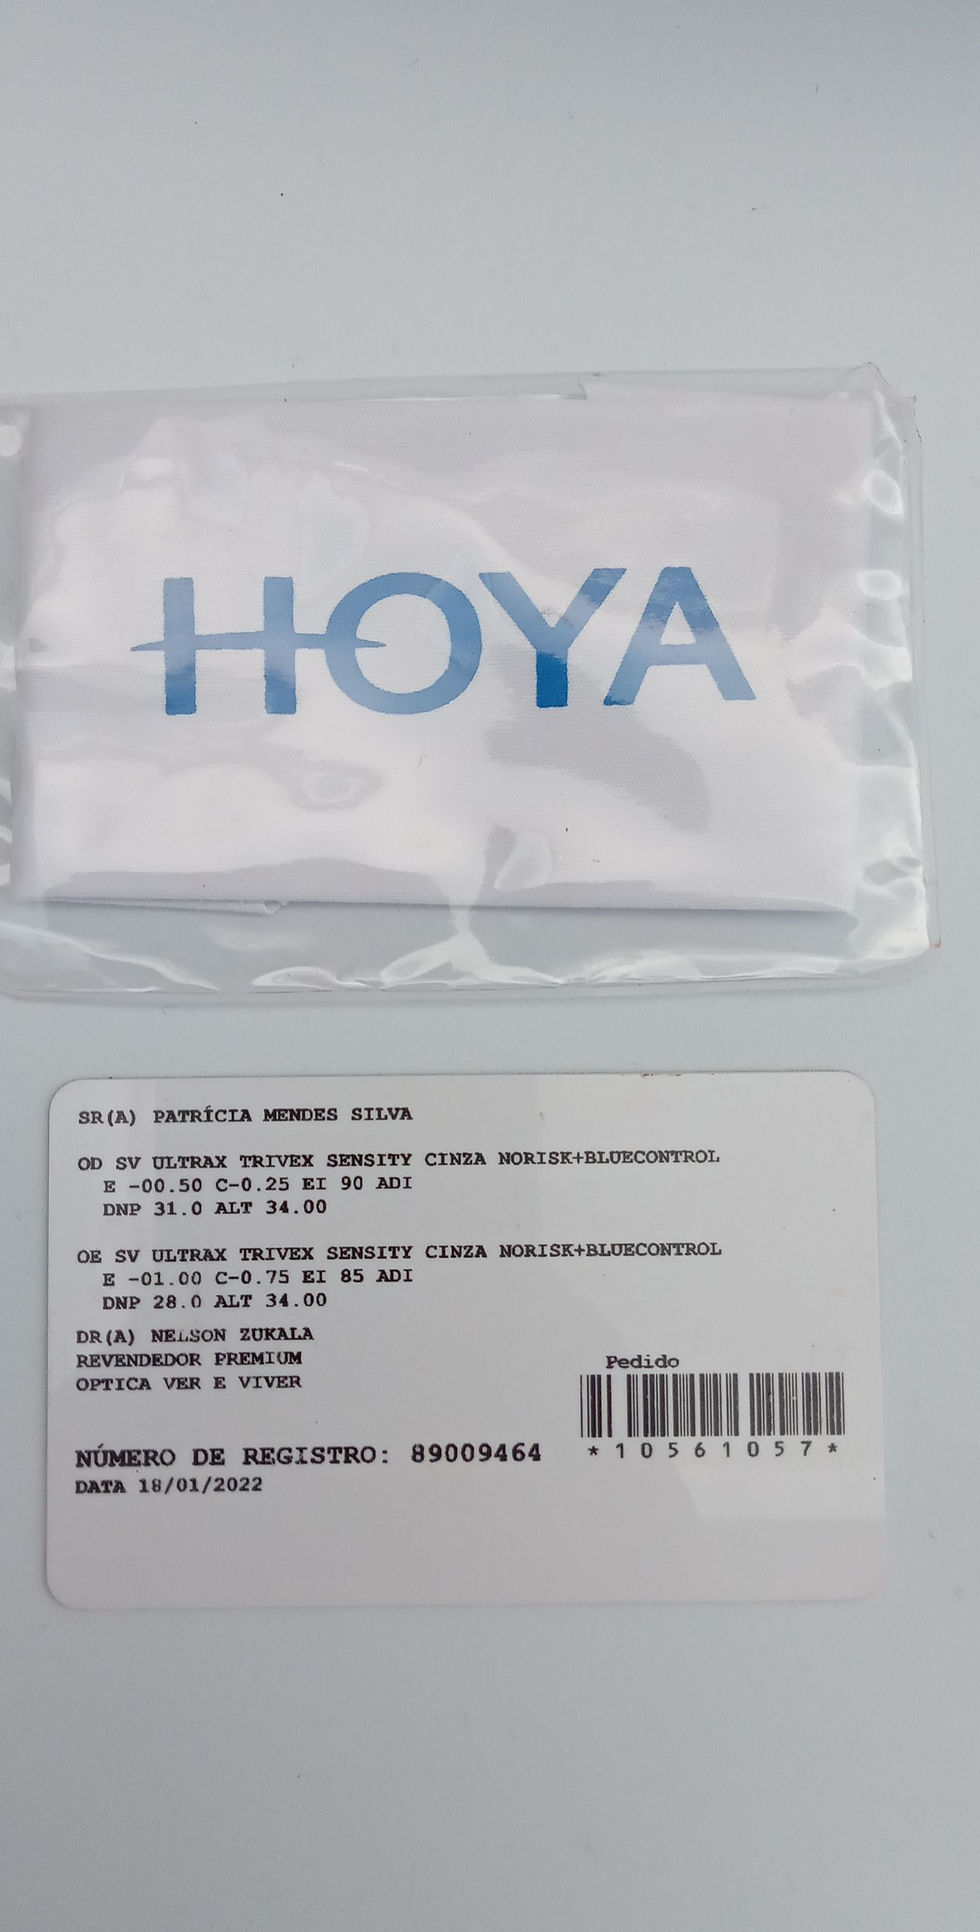 HOYA
SR(A) PATRÍCIA MENDES SILVA
OD SV ULTRAX TRIVEX SENSITY CINZA NORISK+BLUECONTROL
E -00.50 C-0.25 EI 90 ADI
DNP 31.0 ALT 34.00
OE SV ULTRAX TRIVEX SENSITY CINZA NORISK+BLUECONTROL
E -01.00 C-0.75 EI 85 ADI
DNP 28.0 ALT 34.00
DR(A) NELSON ZUKALA
REVENDEDOR PREMIUM
OPTICA VER E VIVER
Pedido
*10561057*
NÚMERO DE REGISTRO: 89009464
DATA 18/01/2022